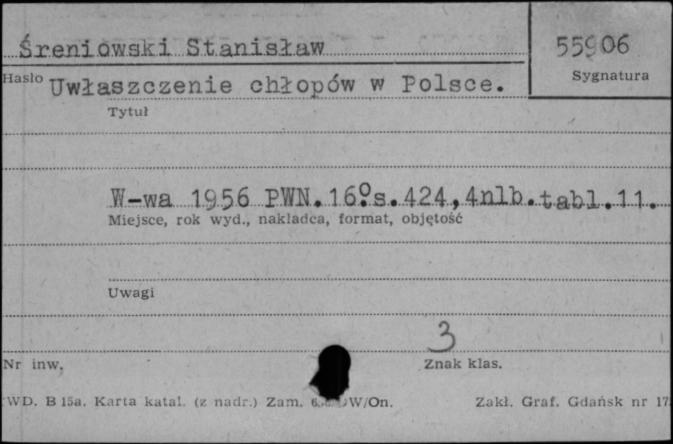 Śreniowski Stanisław
55906
Hasło
Sygnatura
Uwłaszczenie chłopów w Polsce.
Tytuł
W-wa 1956 PWN.16º.s.424,4nlb.tabl.11.
Miejsce, rok wyd., nakładca, format, objętość
Uwagi
3
Nr inw.
Znak klas.
WD. B 15a. Karta katal. (z nadr.) Zam. W/On.
Zakł. Graf. Gdańsk nr 17